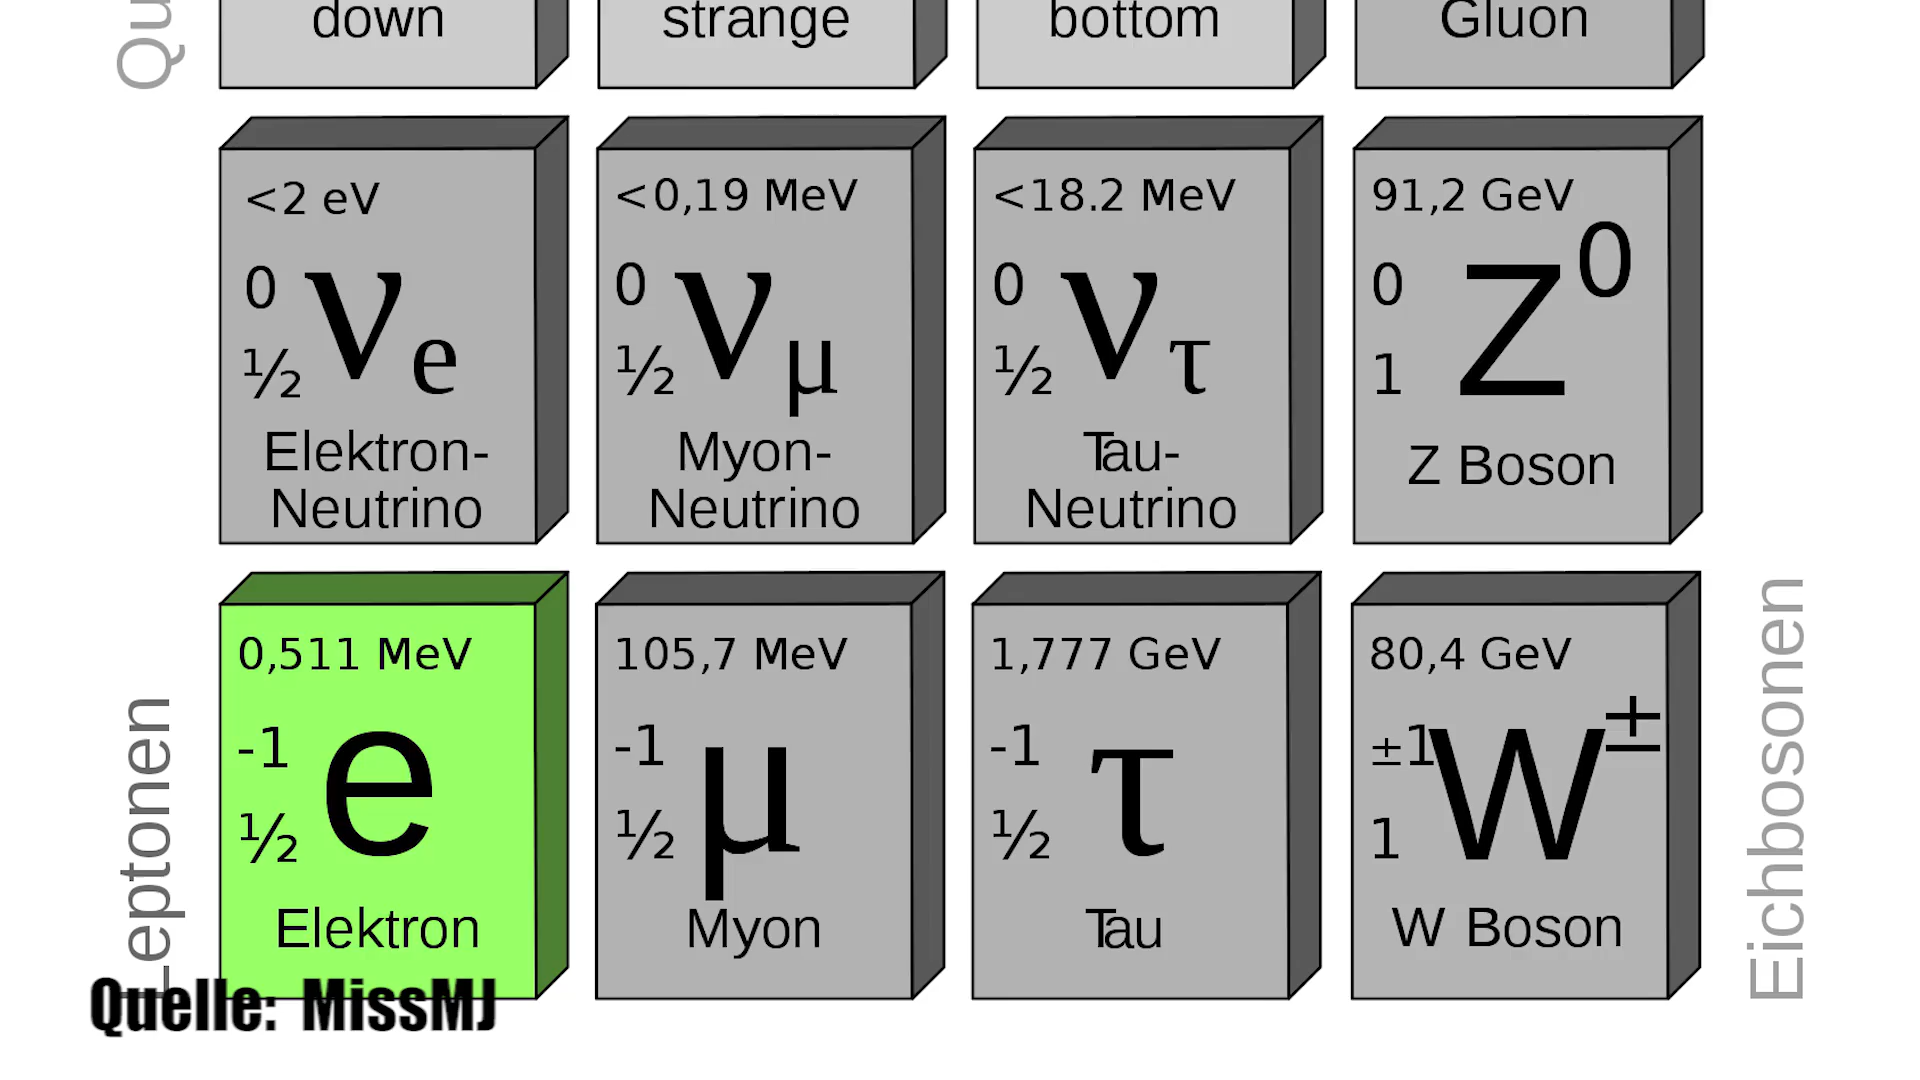 Qu
down
strange
bottom
Gluon
<2 eV
0
½
νe
Elektron-
Neutrino
<0,19 MeV
0
½
νμ
Myon-
Neutrino
<18.2 MeV
0
½
ντ
Tau-
Neutrino
91,2 GeV
0
1
Z⁰
Z Boson
Leptonen
0,511 MeV
-1
½
e
Elektron
105,7 MeV
-1
½
μ
Myon
1,777 GeV
-1
½
τ
Tau
80,4 GeV
±1
1
W±
W Boson
Eichbosonen
Quelle: MissMJ